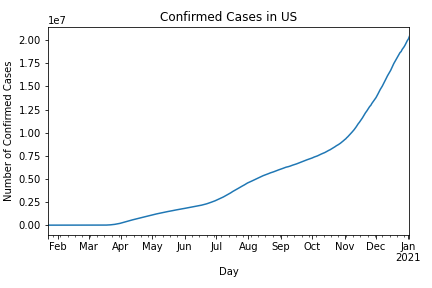 Confirmed Cases in US
1e7
2.00
1.75
1.50
1.25
1.00
0.75
0.50
0.25
0.00
Number of Confirmed Cases
Feb Mar Apr May Jun Jul Aug Sep Oct Nov Dec Jan
2021
Day